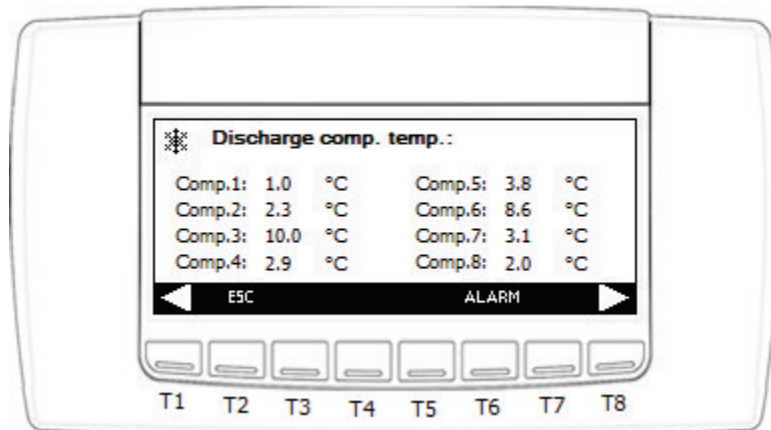 Discharge comp. temp.:
Comp.1: 1.0 °C Comp.5: 3.8 °C
Comp.2: 2.3 °C Comp.6: 8.6 °C
Comp.3: 10.0 °C Comp.7: 3.1 °C
Comp.4: 2.9 °C Comp.8: 2.0 °C
ESC ALARM
T1 T2 T3 T4 T5 T6 T7 T8